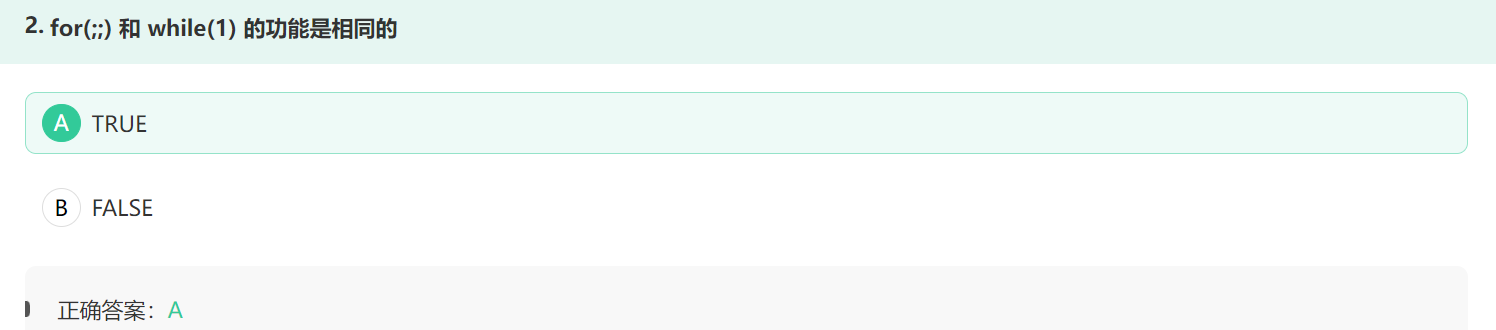 2. for(;;) 和 while(1) 的功能是相同的
A TRUE
B FALSE
正确答案：A